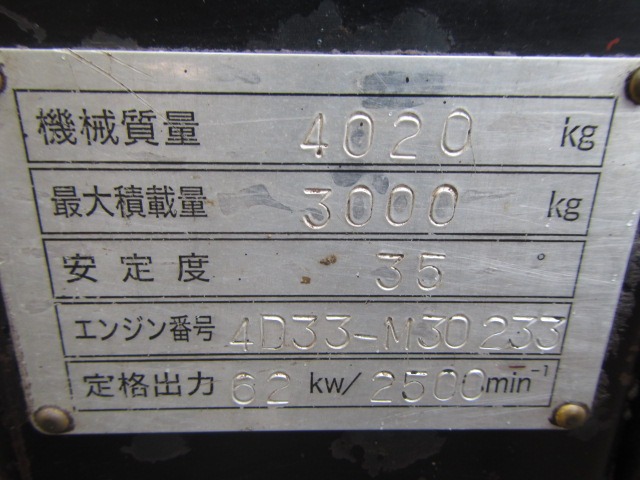 機械質量 4020 kg
最大積載量 3000 kg
安定度 35 °
エンジン番号 4D33-M30233
定格出力 62 kw/2500min⁻¹